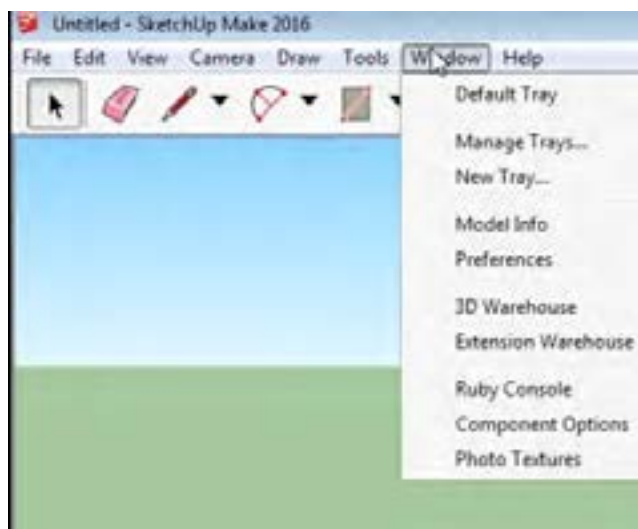 Untitled - SketchUp Make 2016
File Edit View Camera Draw Tools Window Help
Default Tray
Manage Trays...
New Tray...
Model Info
Preferences
3D Warehouse
Extension Warehouse
Ruby Console
Component Options
Photo Textures